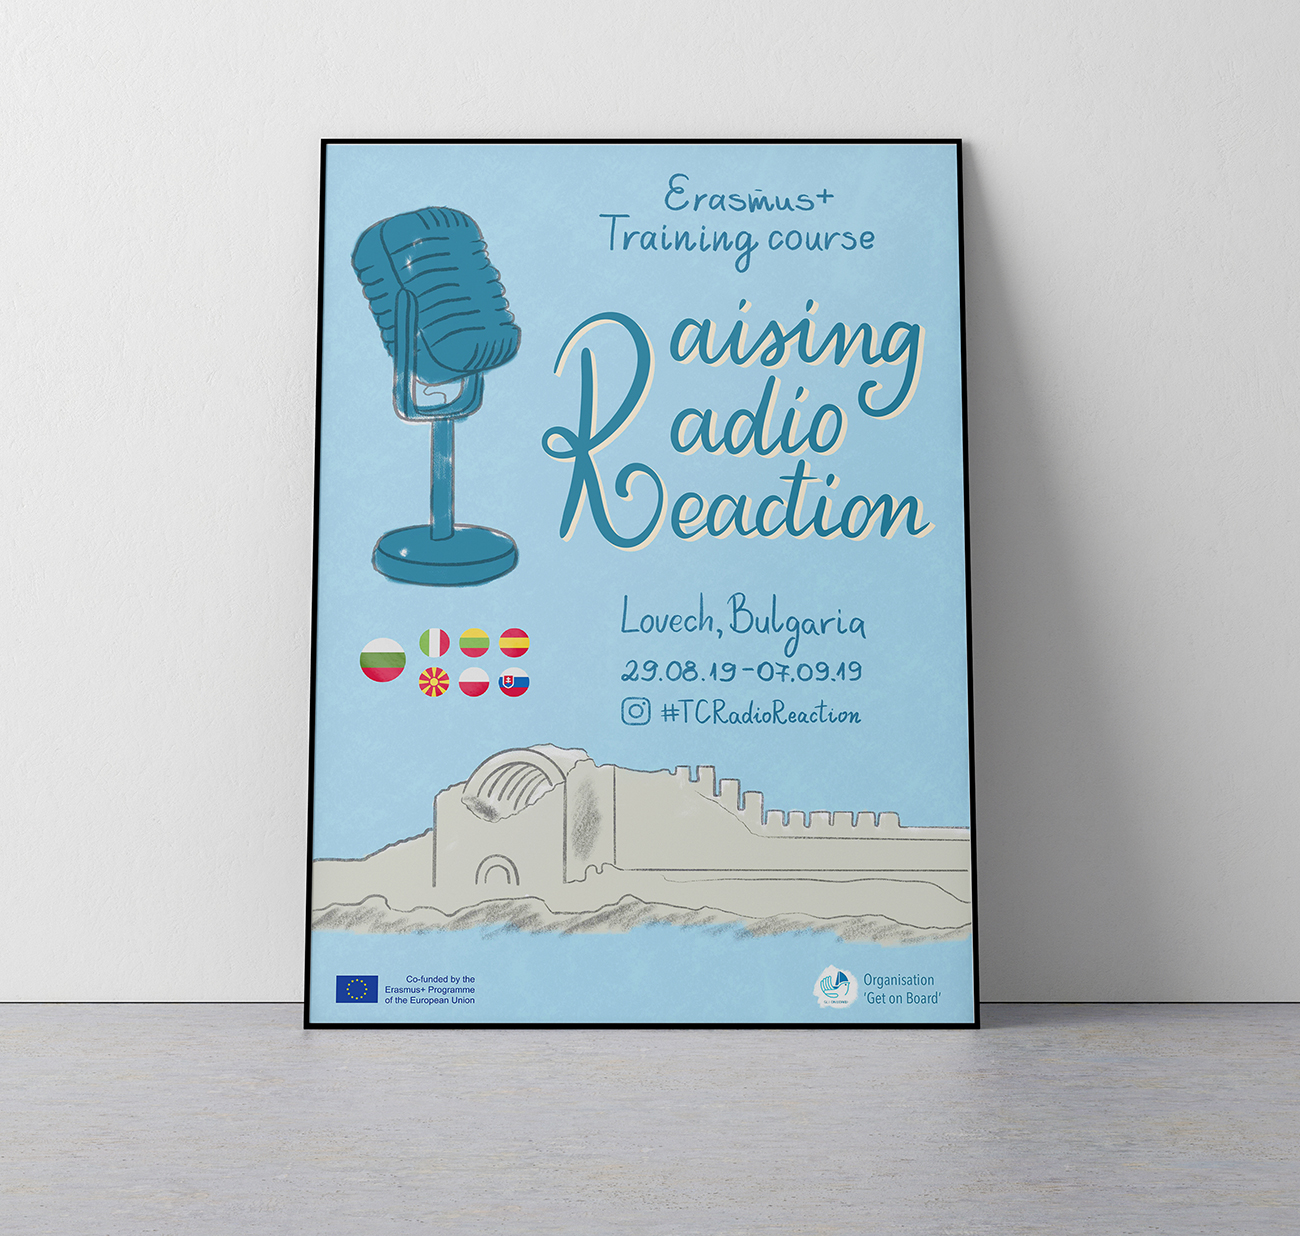 Erasmus+
Training course
Raising
Radio
Reaction
Lovech, Bulgaria
29.08.19-07.09.19
#TCRadioReaction
Co-funded by the
Erasmus+ Programme
of the European Union
Organisation
'Get on Board'